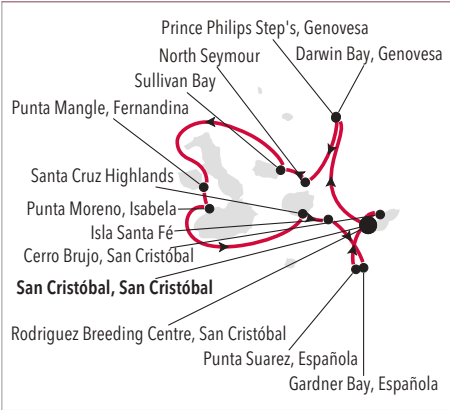 Prince Philips Step's, Genovesa
North Seymour
Darwin Bay, Genovesa
Sullivan Bay
Punta Mangle, Fernandina
Santa Cruz Highlands
Punta Moreno, Isabela
Isla Santa Fé
Cerro Brujo, San Cristóbal
San Cristóbal, San Cristóbal
Rodriguez Breeding Centre, San Cristóbal
Punta Suarez, Española
Gardner Bay, Española